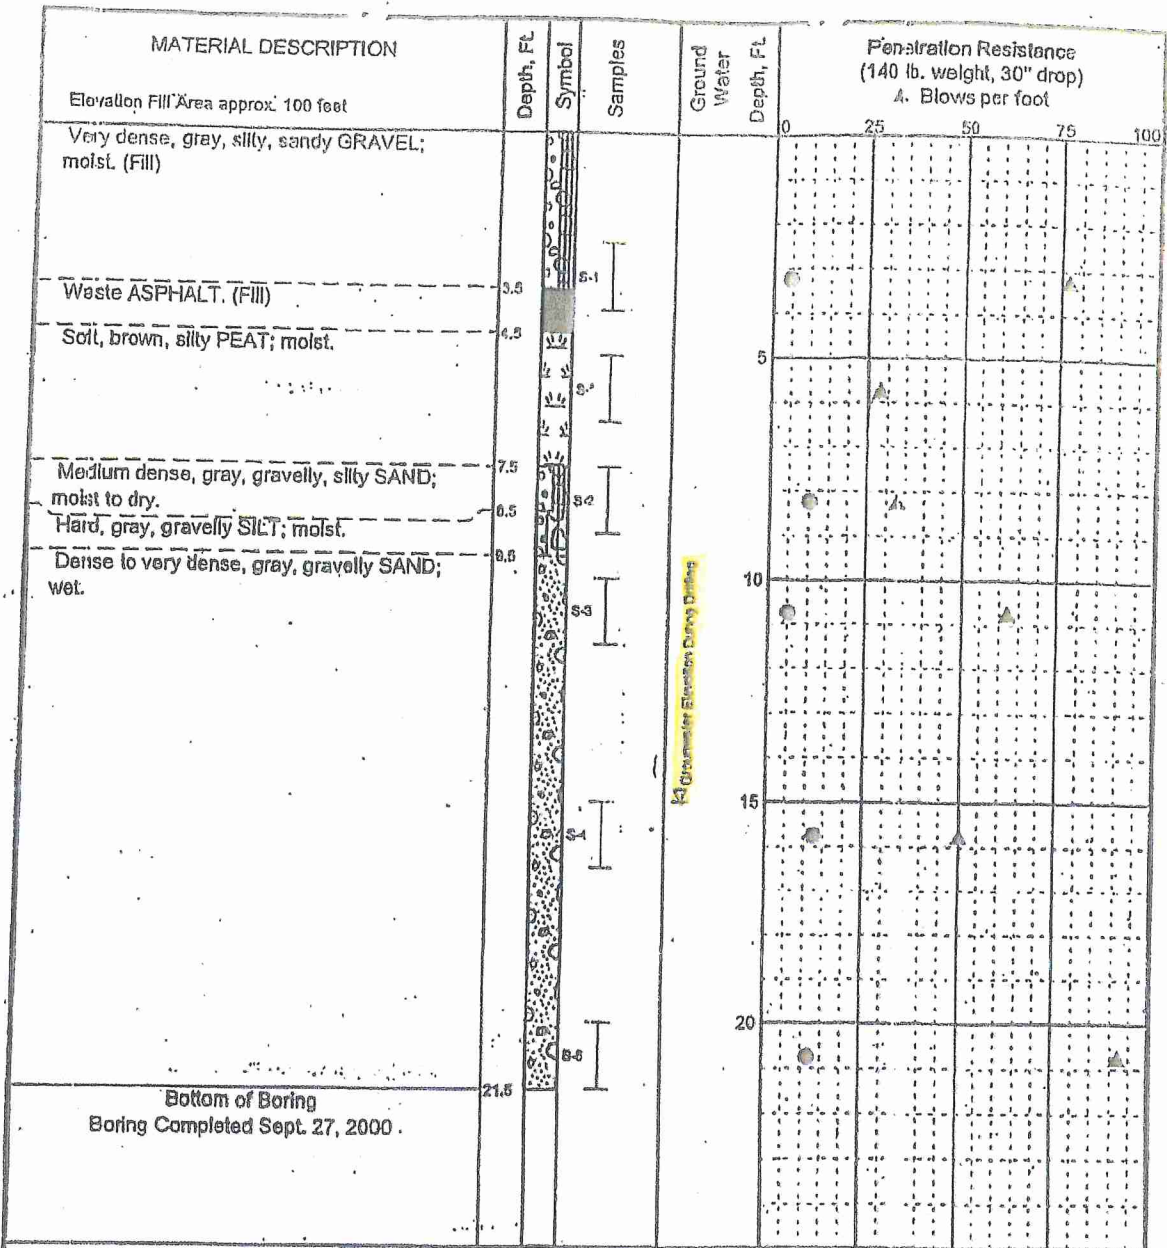 MATERIAL DESCRIPTION
Elevation Fill Area approx. 100 feet
Depth, Ft.
Symbol
Samples
Ground
Water
Depth, Ft.
Penetration Resistance
(140 lb. weight, 30" drop)
▲ Blows per foot
0 25 50 75 100
Very dense, gray, silty, sandy GRAVEL;
moist. (Fill)
S-1
3.5
Waste ASPHALT. (Fill)
4.5
Soft, brown, silty PEAT; moist.
5
7.5
Medium dense, gray, gravelly, silty SAND;
moist to dry.
S-2
8.5
Hard, gray, gravelly SILT; moist.
9.5
Dense to very dense, gray, gravelly SAND;
wet.
10
S-3
Groundwater Elevation During Drilling
15
S-4
20
21.5
Bottom of Boring
Boring Completed Sept. 27, 2000.